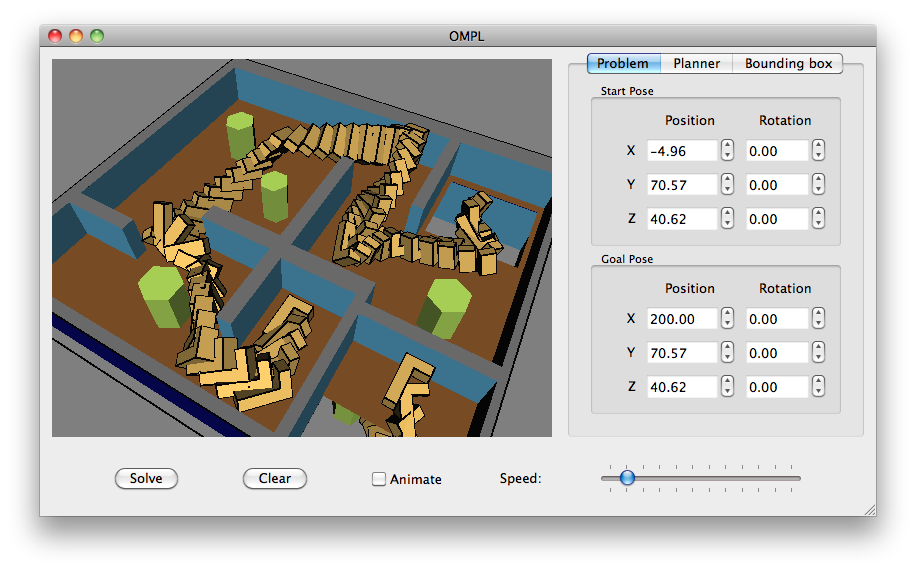 OMPL
Problem Planner Bounding box
Start Pose
Position Rotation
X -4.96 0.00
Y 70.57 0.00
Z 40.62 0.00
Goal Pose
Position Rotation
X 200.00 0.00
Y 70.57 0.00
Z 40.62 0.00
Solve Clear Animate Speed: